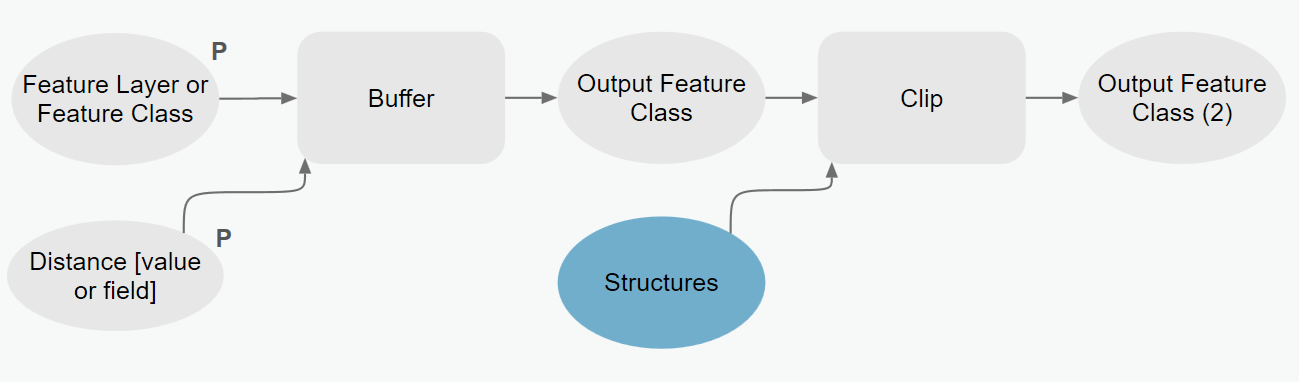 P
Feature Layer or
Feature Class
Buffer
Output Feature
Class
Clip
Output Feature
Class (2)
P
Distance [value
or field]
Structures